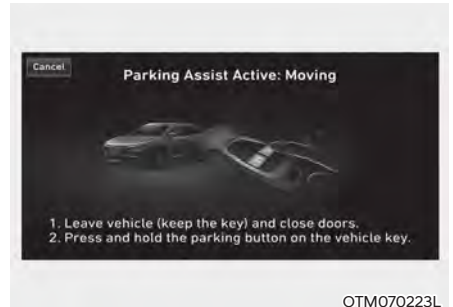 Cancel
Parking Assist Active: Moving
1. Leave vehicle (keep the key) and close doors.
2. Press and hold the parking button on the vehicle key.
OTM070223L